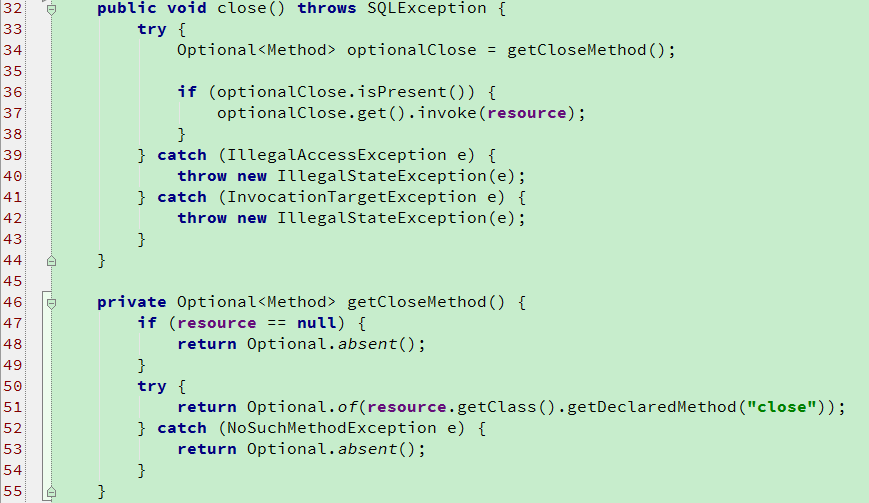 32 public void close() throws SQLException {
33 try {
34 Optional<Method> optionalClose = getCloseMethod();
35
36 if (optionalClose.isPresent()) {
37 optionalClose.get().invoke(resource);
38 }
39 } catch (IllegalAccessException e) {
40 throw new IllegalStateException(e);
41 } catch (InvocationTargetException e) {
42 throw new IllegalStateException(e);
43 }
44 }
45
46 private Optional<Method> getCloseMethod() {
47 if (resource == null) {
48 return Optional.absent();
49 }
50 try {
51 return Optional.of(resource.getClass().getDeclaredMethod("close"));
52 } catch (NoSuchMethodException e) {
53 return Optional.absent();
54 }
55 }